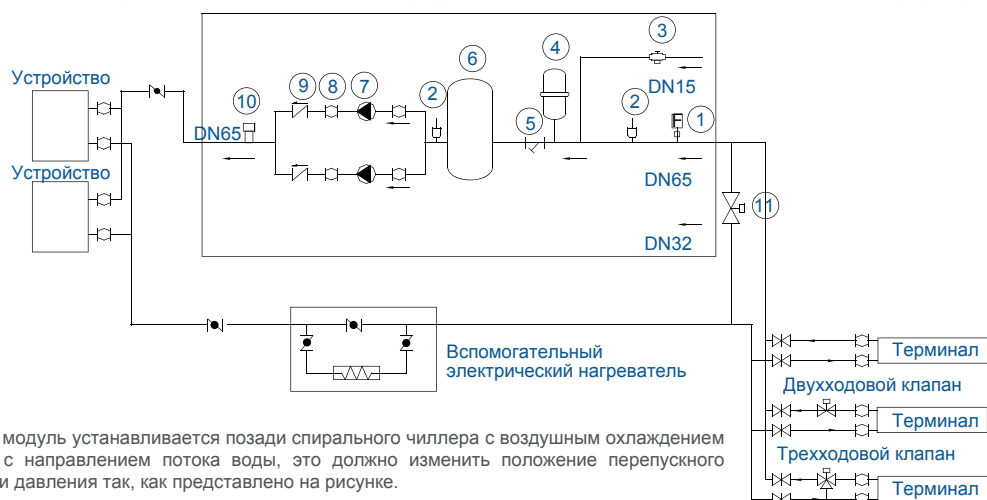 3
4
6
Устройство
9
8
7
2
DN15
10
2
1
5
DN65
Устройство
DN65
11
DN32
Вспомогательный
электрический нагреватель
Терминал
Двухходовой клапан
Терминал
Трехходовой клапан
Терминал
модуль устанавливается позади спирального чиллера с воздушным охлаждением
с направлением потока воды, это должно изменить положение перепускного
и давления так, как представлено на рисунке.